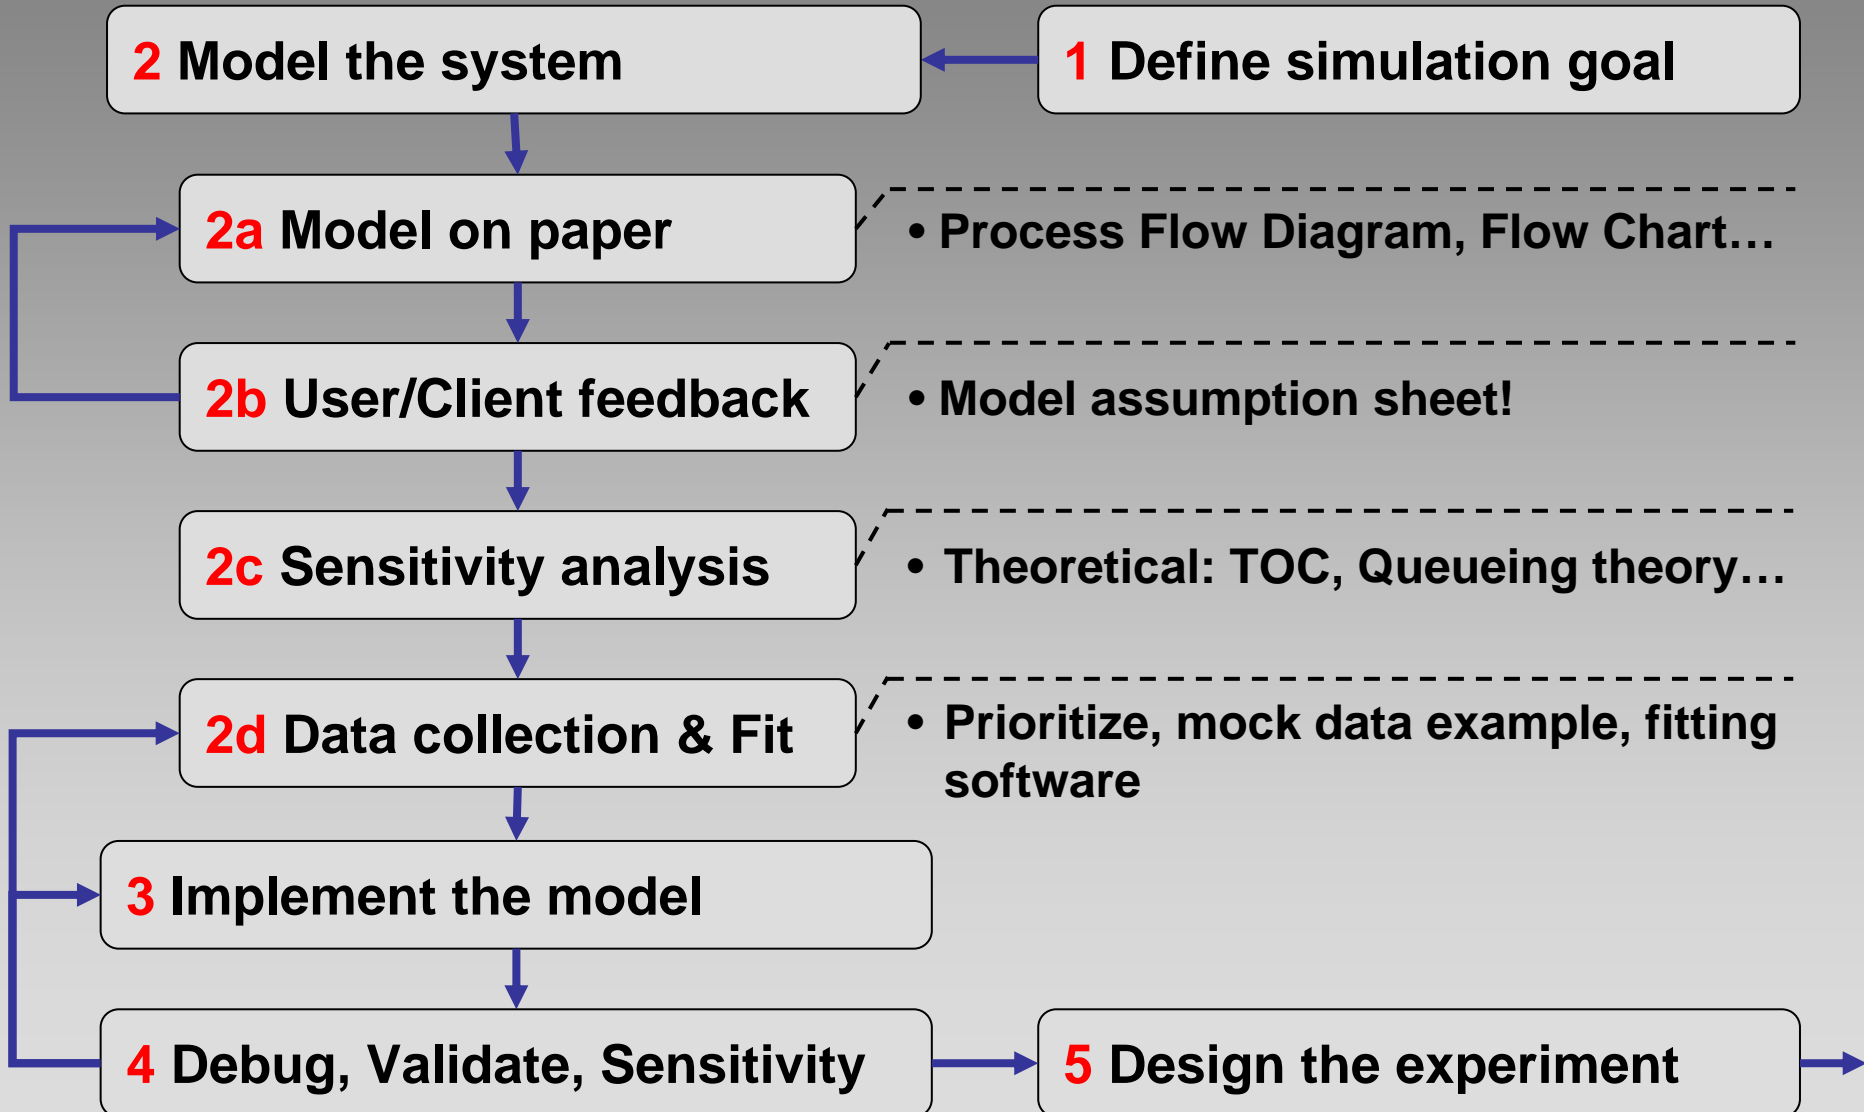 2 Model the system
1 Define simulation goal
2a Model on paper
• Process Flow Diagram, Flow Chart…
2b User/Client feedback
• Model assumption sheet!
2c Sensitivity analysis
• Theoretical: TOC, Queueing theory…
2d Data collection & Fit
• Prioritize, mock data example, fitting
software
3 Implement the model
4 Debug, Validate, Sensitivity
5 Design the experiment